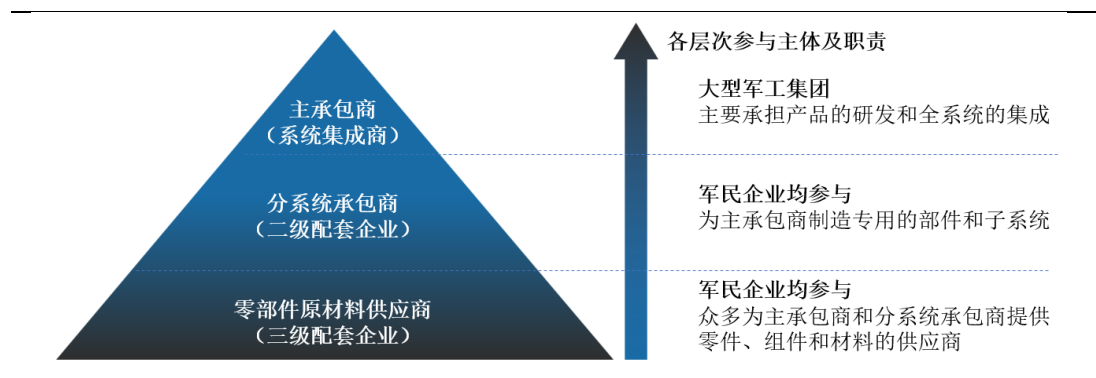 各层次参与主体及职责
主承包商
（系统集成商）
大型军工集团
主要承担产品的研发和全系统的集成
分系统承包商
（二级配套企业）
军民企业均参与
为主承包商制造专用的部件和子系统
零部件原材料供应商
（三级配套企业）
军民企业均参与
众多为主承包商和分系统承包商提供
零件、组件和材料的供应商